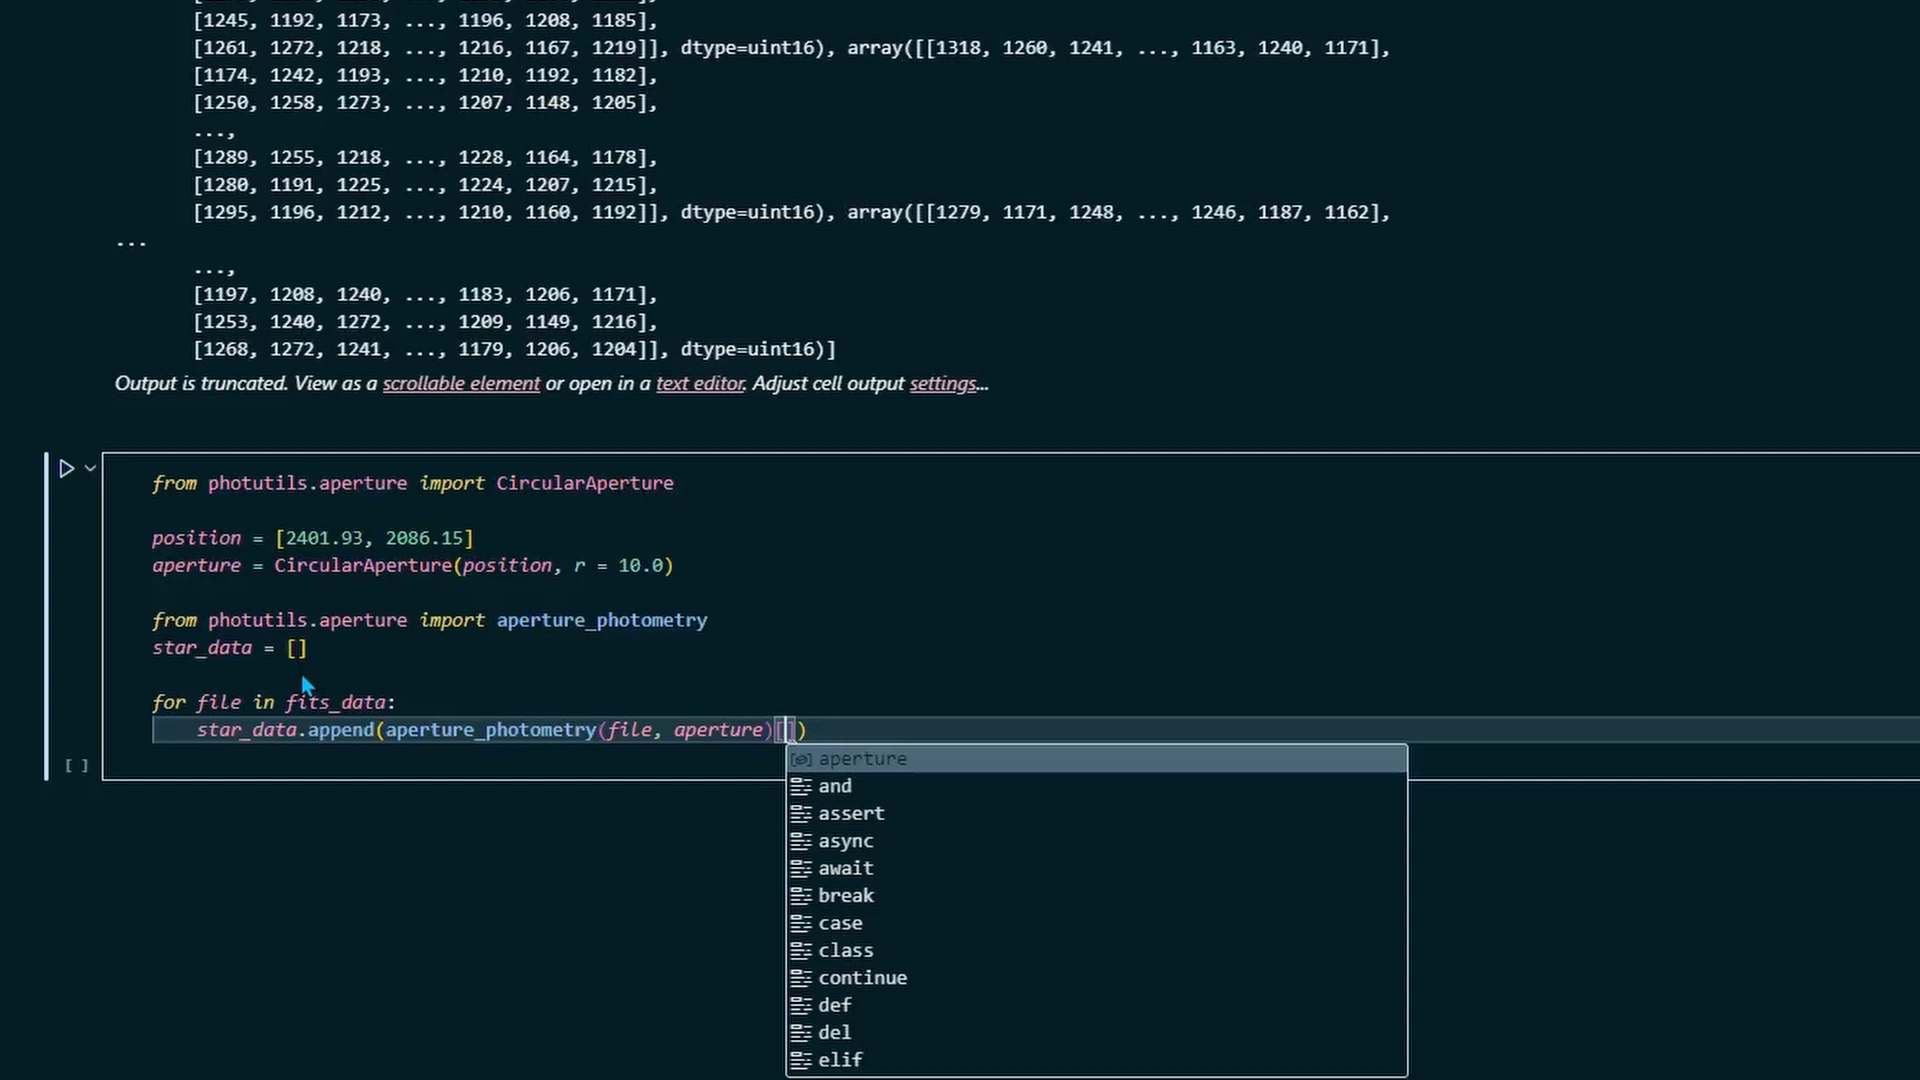 [1245, 1192, 1173, ..., 1196, 1208, 1185],
[1261, 1272, 1218, ..., 1216, 1167, 1219]], dtype=uint16), array([[1318, 1260, 1241, ..., 1163, 1240, 1171],
[1174, 1242, 1193, ..., 1210, 1192, 1182],
[1250, 1258, 1273, ..., 1207, 1148, 1205],
...,
[1289, 1255, 1218, ..., 1228, 1164, 1178],
[1280, 1191, 1225, ..., 1224, 1207, 1215],
[1295, 1196, 1212, ..., 1210, 1160, 1192]], dtype=uint16), array([[1279, 1171, 1248, ..., 1246, 1187, 1162],
...
...,
[1197, 1208, 1240, ..., 1183, 1206, 1171],
[1253, 1240, 1272, ..., 1209, 1149, 1216],
[1268, 1272, 1241, ..., 1179, 1206, 1204]], dtype=uint16)]
Output is truncated. View as a scrollable element or open in a text editor. Adjust cell output settings...
from photutils.aperture import CircularAperture
position = [2401.93, 2086.15]
aperture = CircularAperture(position, r = 10.0)
from photutils.aperture import aperture_photometry
star_data = []
for file in fits_data:
star_data.append(aperture_photometry(file, aperture)[])
[ ]
aperture
and
assert
async
await
break
case
class
continue
def
del
elif